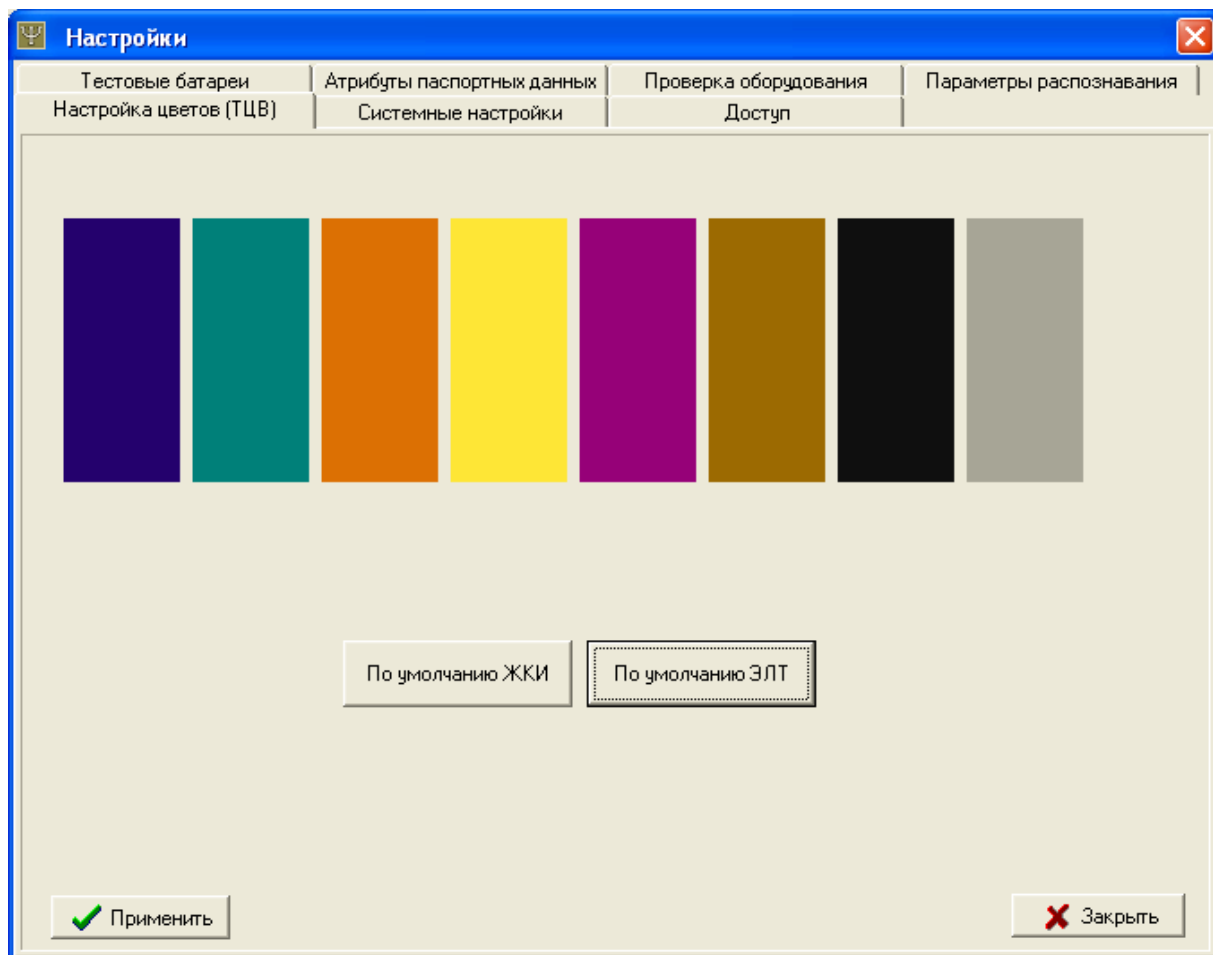 Настройки
Тестовые батареи Атрибуты паспортных данных Проверка оборудования Параметры распознавания
Настройка цветов (ТЦВ) Системные настройки Доступ
По умолчанию ЖКИ По умолчанию ЭЛТ
Применить Закрыть